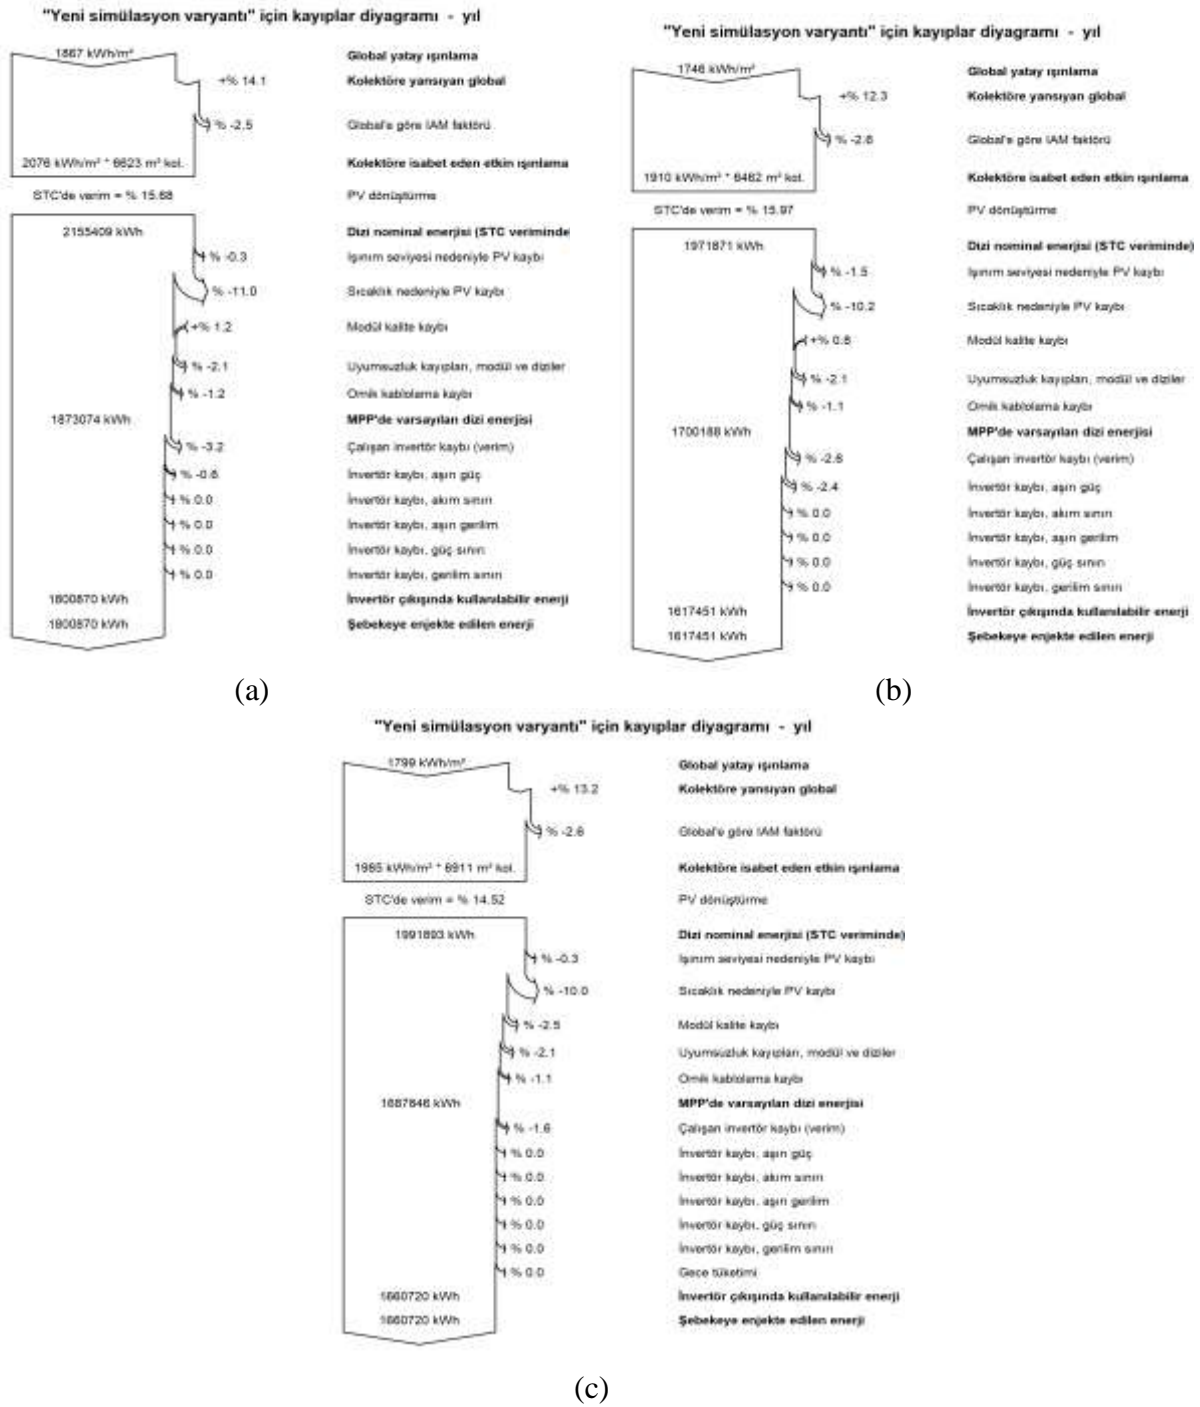 "Yeni simülasyon varyantı" için kayıplar diyagramı - yıl
1867 kWh/m² Global yatay ışınlama
+% 14.1 Kolektöre yansıyan global
% -2.5 Global'e göre IAM faktörü
2076 kWh/m² * 6623 m² kol. Kolektöre isabet eden etkin ışınlama
STC'de verim = % 15.68 PV dönüştürme
2155409 kWh Dizi nominal enerjisi (STC veriminde
% -0.3 Işınım seviyesi nedeniyle PV kaybı
% -11.0 Sıcaklık nedeniyle PV kaybı
+% 1.2 Modül kalite kaybı
% -2.1 Uyumsuzluk kayıpları, modül ve diziler
% -1.2 Omik kablolama kaybı
1873074 kWh MPP'de varsayılan dizi enerjisi
% -3.2 Çalışan invertör kaybı (verim)
% -0.6 İnvertör kaybı, aşırı güç
% 0.0 İnvertör kaybı, akım sınırı
% 0.0 İnvertör kaybı, aşırı gerilim
% 0.0 İnvertör kaybı, güç sınırı
% 0.0 İnvertör kaybı, gerilim sınırı
1800870 kWh İnvertör çıkışında kullanılabilir enerji
1800870 kWh Şebekeye enjekte edilen enerji
(a)
"Yeni simülasyon varyantı" için kayıplar diyagramı - yıl
1746 kWh/m² Global yatay ışınlama
+% 12.3 Kolektöre yansıyan global
% -2.6 Global'e göre IAM faktörü
1910 kWh/m² * 6462 m² kol. Kolektöre isabet eden etkin ışınlama
STC'de verim = % 15.97 PV dönüştürme
1971871 kWh Dizi nominal enerjisi (STC veriminde)
% -1.5 Işınım seviyesi nedeniyle PV kaybı
% -10.2 Sıcaklık nedeniyle PV kaybı
+% 0.8 Modül kalite kaybı
% -2.1 Uyumsuzluk kayıpları, modül ve diziler
% -1.1 Omik kablolama kaybı
1700188 kWh MPP'de varsayılan dizi enerjisi
% -2.6 Çalışan invertör kaybı (verim)
% -2.4 İnvertör kaybı, aşırı güç
% 0.0 İnvertör kaybı, akım sınırı
% 0.0 İnvertör kaybı, aşırı gerilim
% 0.0 İnvertör kaybı, güç sınırı
% 0.0 İnvertör kaybı, gerilim sınırı
1617451 kWh İnvertör çıkışında kullanılabilir enerji
1617451 kWh Şebekeye enjekte edilen enerji
(b)
"Yeni simülasyon varyantı" için kayıplar diyagramı - yıl
1799 kWh/m² Global yatay ışınlama
+% 13.2 Kolektöre yansıyan global
% -2.6 Global'e göre IAM faktörü
1985 kWh/m² * 6911 m² kol. Kolektöre isabet eden etkin ışınlama
STC'de verim = % 14.52 PV dönüştürme
1991893 kWh Dizi nominal enerjisi (STC veriminde)
% -0.3 Işınım seviyesi nedeniyle PV kaybı
% -10.0 Sıcaklık nedeniyle PV kaybı
% -2.5 Modül kalite kaybı
% -2.1 Uyumsuzluk kayıpları, modül ve diziler
% -1.1 Omik kablolama kaybı
1687846 kWh MPP'de varsayılan dizi enerjisi
% -1.6 Çalışan invertör kaybı (verim)
% 0.0 İnvertör kaybı, aşırı güç
% 0.0 İnvertör kaybı, akım sınırı
% 0.0 İnvertör kaybı, aşırı gerilim
% 0.0 İnvertör kaybı, güç sınırı
% 0.0 İnvertör kaybı, gerilim sınırı
% 0.0 Gece tüketimi
1660720 kWh İnvertör çıkışında kullanılabilir enerji
1660720 kWh Şebekeye enjekte edilen enerji
(c)